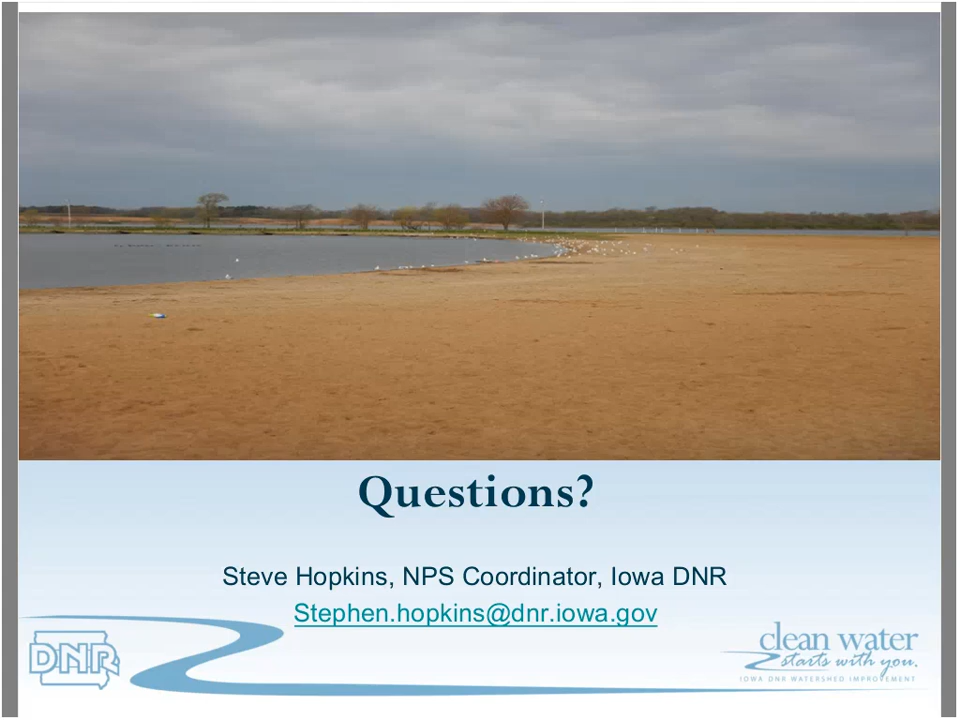 Questions?
Steve Hopkins, NPS Coordinator, Iowa DNR
Stephen.hopkins@dnr.iowa.gov
DNR
clean water
starts with you.
IOWA DNR WATERSHED IMPROVEMENT